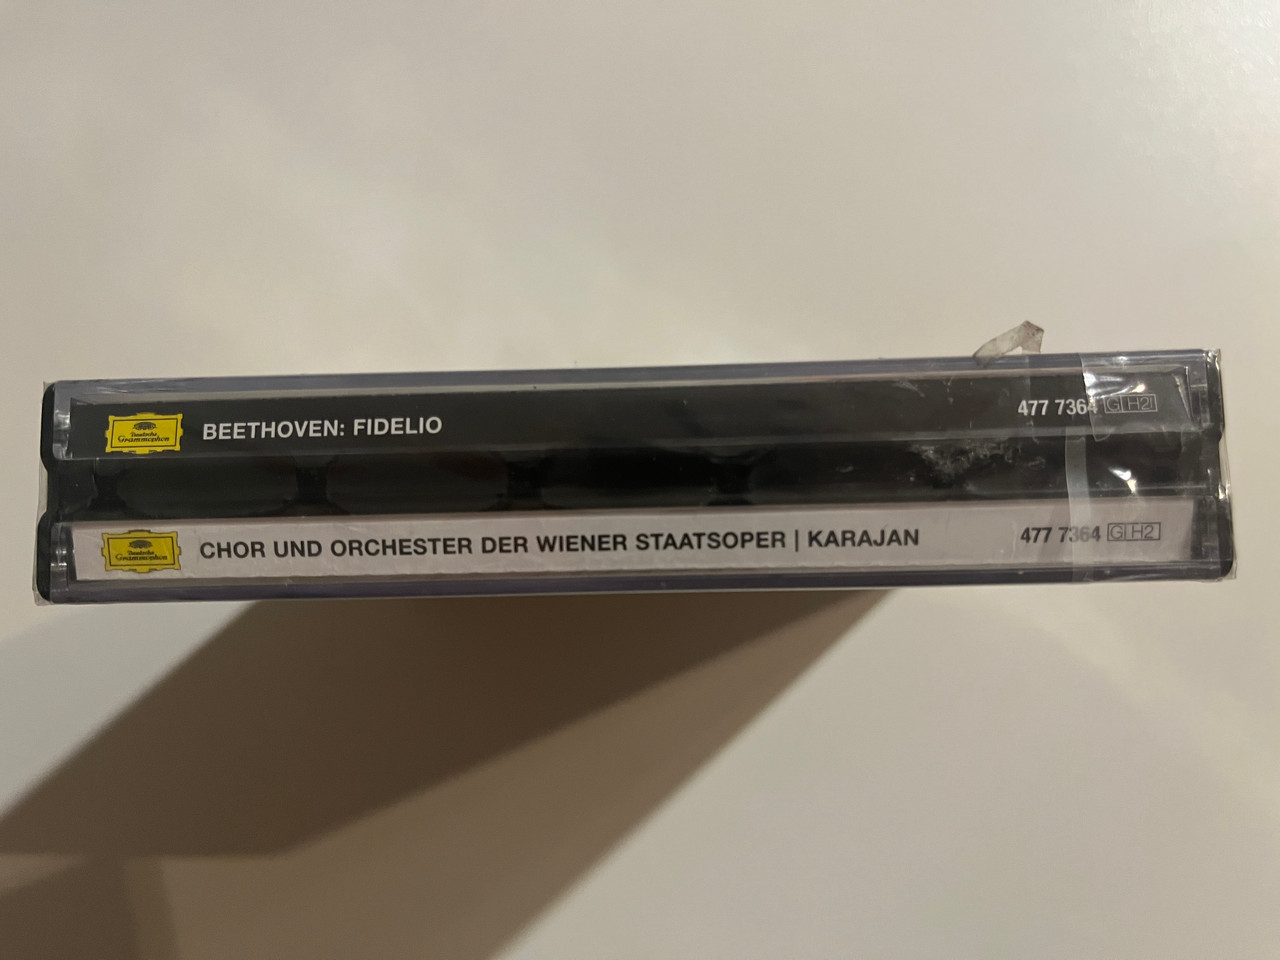 Deutsche
Grammophon
BEETHOVEN: FIDELIO
477 7364 GH2
Deutsche
Grammophon
CHOR UND ORCHESTER DER WIENER STAATSOPER | KARAJAN
477 7364 GH2